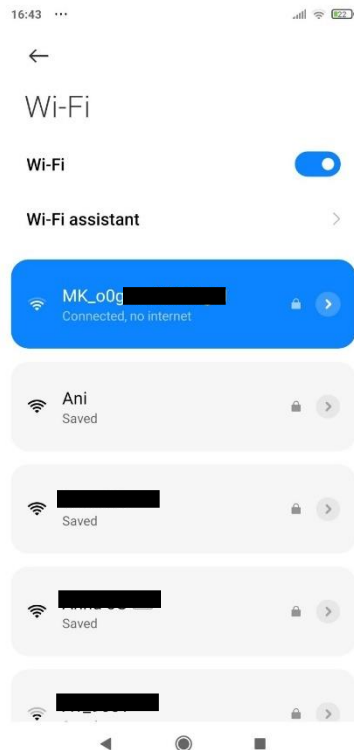 16:43 ...
22
Wi-Fi
Wi-Fi
Wi-Fi assistant
MK_o0g
Connected, no internet
Ani
Saved
Saved
Saved